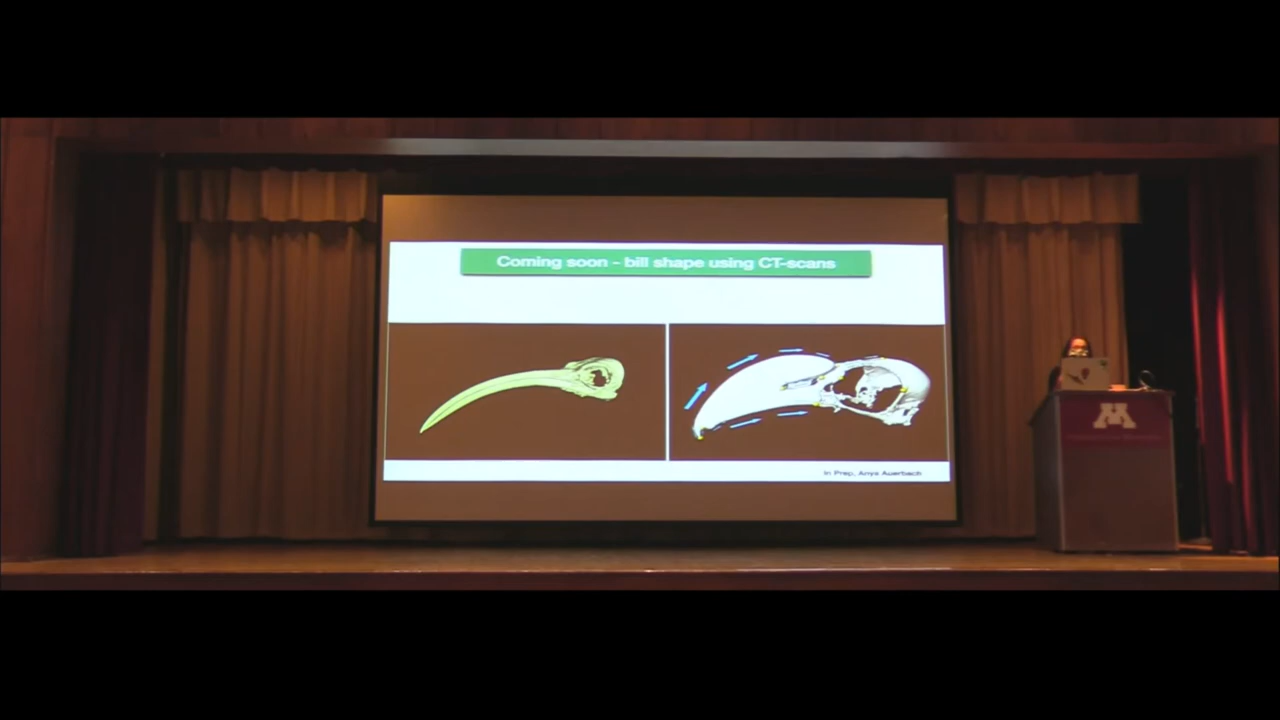 Coming soon - bill shape using CT-scans
In Prep, Anya Auerbach
M